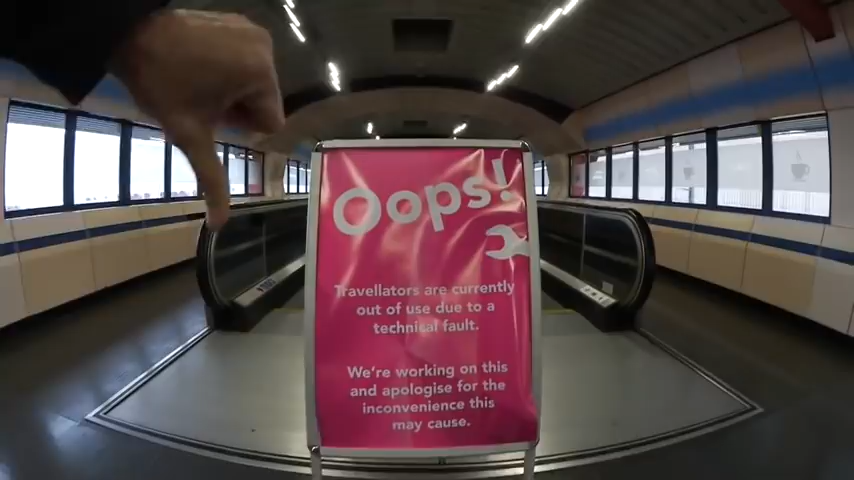 Oops!
Travellators are currently
out of use due to a
technical fault.
We're working on this
and apologise for the
inconvenience this
may cause.